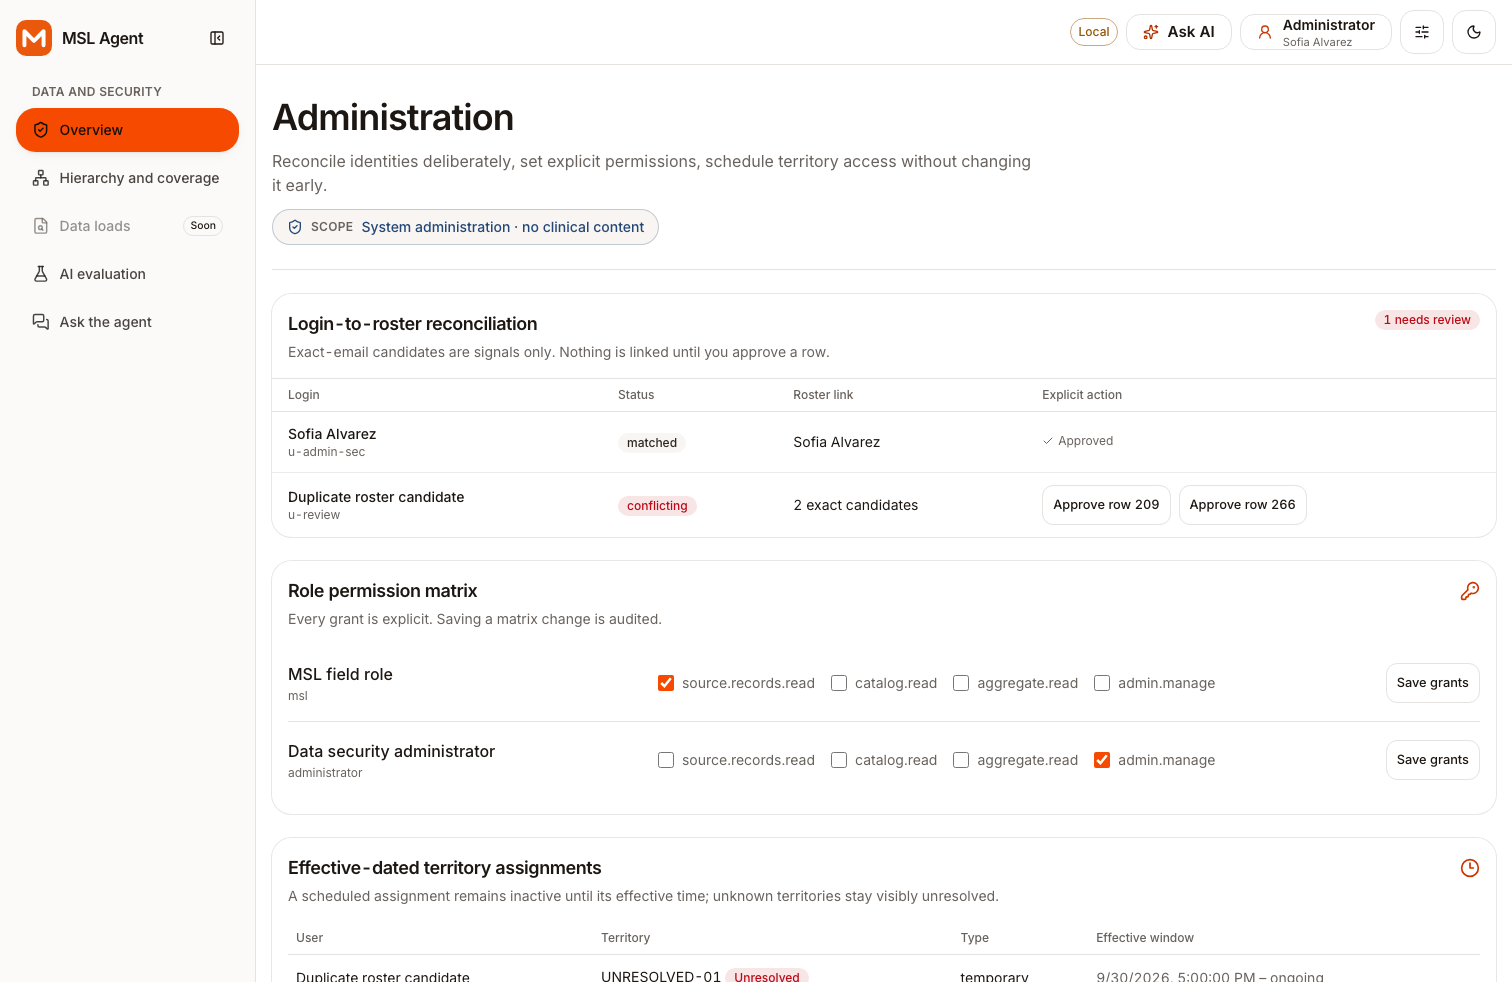 MSL Agent
Local
Ask AI
Administrator
Sofia Alvarez
DATA AND SECURITY
Overview
Hierarchy and coverage
Data loads
Soon
AI evaluation
Ask the agent
Administration
Reconcile identities deliberately, set explicit permissions, schedule territory access without changing
it early.
SCOPE System administration · no clinical content
Login-to-roster reconciliation
1 needs review
Exact-email candidates are signals only. Nothing is linked until you approve a row.
Login Status Roster link Explicit action
Sofia Alvarez
u-admin-sec
matched
Sofia Alvarez
Approved
Duplicate roster candidate
u-review
conflicting
2 exact candidates
Approve row 209
Approve row 266
Role permission matrix
Every grant is explicit. Saving a matrix change is audited.
MSL field role
msl
source.records.read catalog.read aggregate.read admin.manage
Save grants
Data security administrator
administrator
source.records.read catalog.read aggregate.read admin.manage
Save grants
Effective-dated territory assignments
A scheduled assignment remains inactive until its effective time; unknown territories stay visibly unresolved.
User Territory Type Effective window
Duplicate roster candidate UNRESOLVED-01 Unresolved temporary 9/30/2026, 5:00:00 PM – ongoing